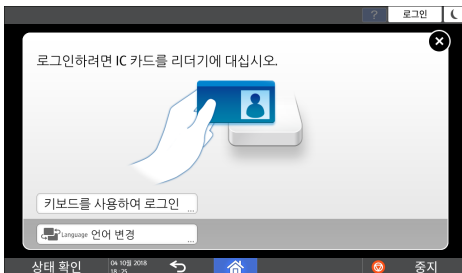 ?
로그인
로그인하려면 IC 카드를 리더기에 대십시오.
키보드를 사용하여 로그인
Language 언어 변경
상태 확인
04 10월 2018
18:25
중지